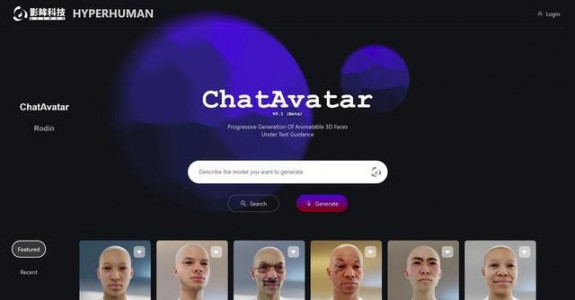 影眸科技 HYPERHUMAN
Login
ChatAvatar
Rodin
ChatAvatar
v0.1 (Beta)
Progressive Generation Of Animatable 3D Faces
Under Text Guidance
Describe the model you want to generate
Search
Generate
Featured
Recent